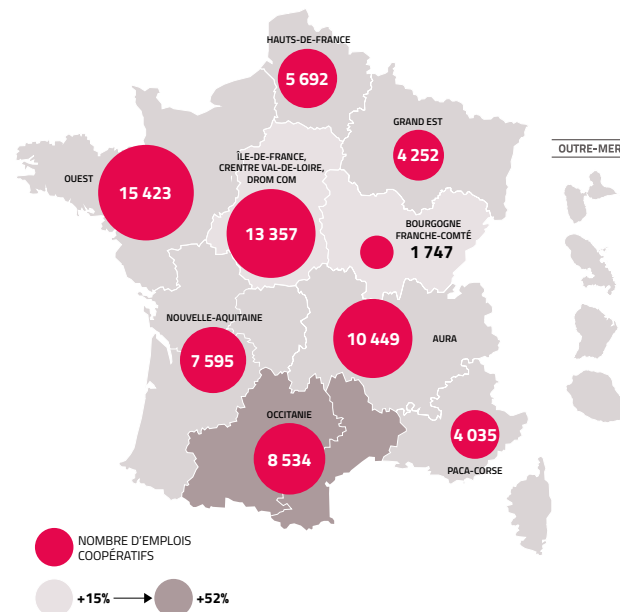 HAUTS-DE-FRANCE
5 692
GRAND EST
4 252
OUTRE-MER
OUEST
15 423
ÎLE-DE-FRANCE,
CRENTRE VAL-DE-LOIRE,
DROM COM
13 357
BOURGOGNE
FRANCHE-COMTÉ
1 747
NOUVELLE-AQUITAINE
7 595
10 449
AURA
OCCITANIE
8 534
4 035
PACA-CORSE
NOMBRE D'EMPLOIS
COOPÉRATIFS
+15% +52%